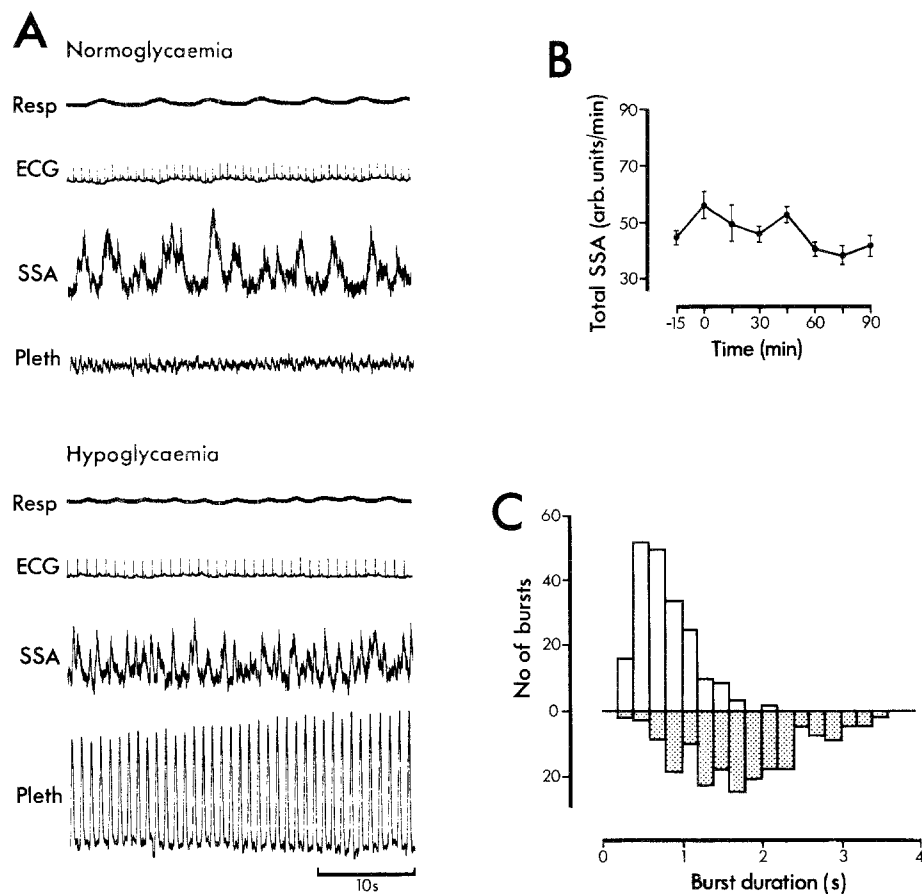 A
Normoglycaemia
Resp
ECG
SSA
Pleth
Hypoglycaemia
Resp
ECG
SSA
Pleth
10s
B
Total SSA (arb. units/min)
90
70
50
30
-15 0 30 60 90
Time (min)
C
No of bursts
60
40
20
0
20
0 1 2 3 4
Burst duration (s)